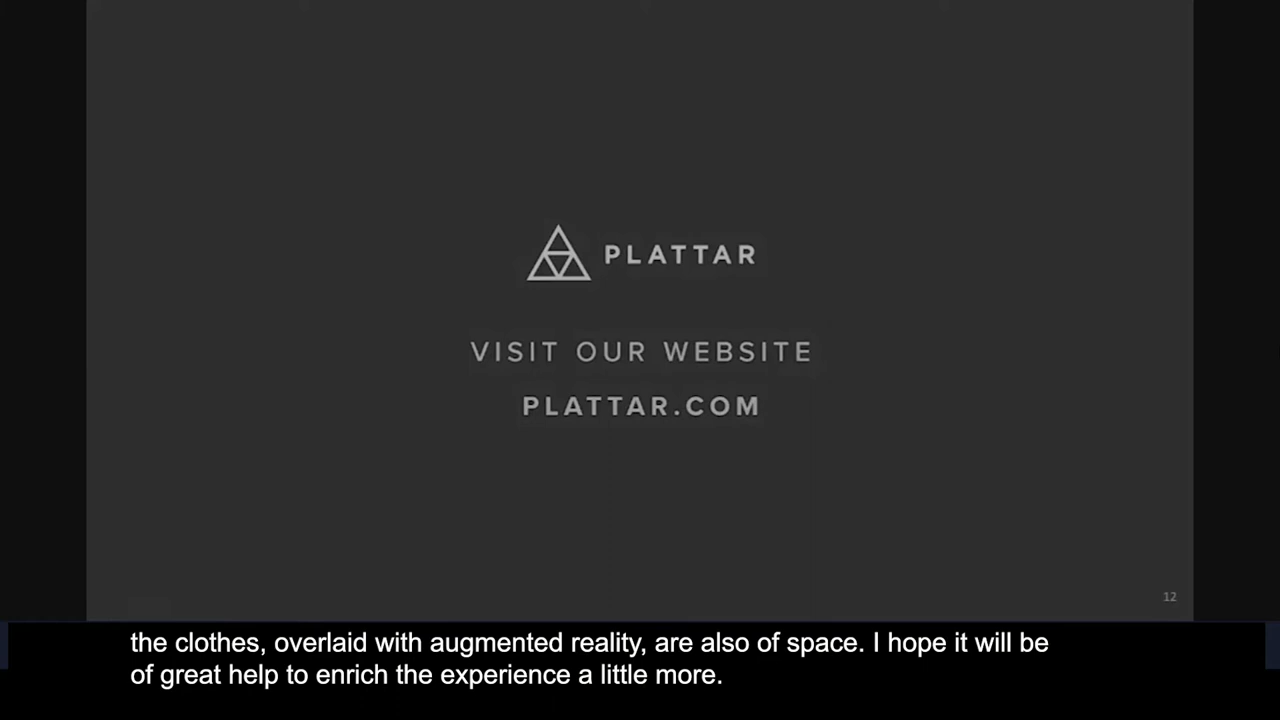 PLATTAR
VISIT OUR WEBSITE
PLATTAR.COM
12
the clothes, overlaid with augmented reality, are also of space. I hope it will be
of great help to enrich the experience a little more.